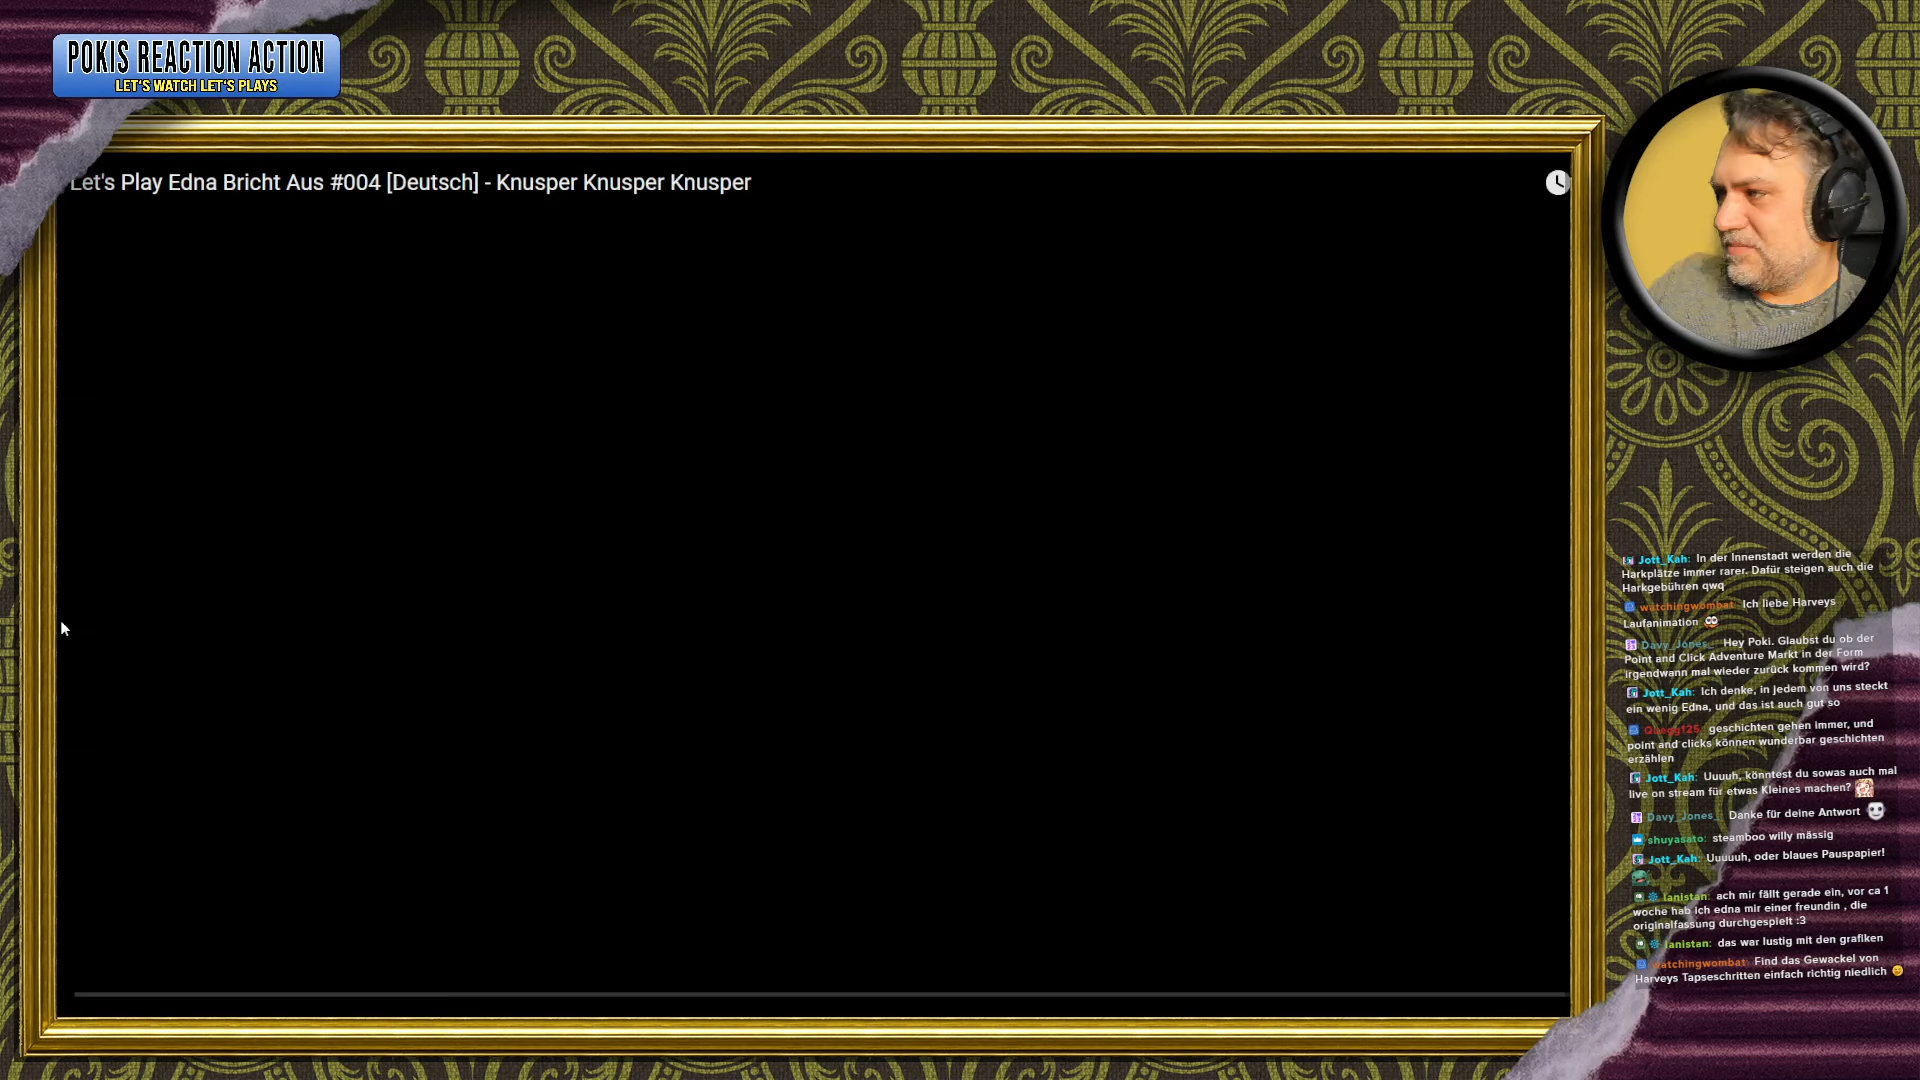 POKIS REACTION ACTION
LET'S WATCH LET'S PLAYS
Let's Play Edna Bricht Aus #004 [Deutsch] - Knusper Knusper Knusper
Jott_Kah: In der Innenstadt werden die
Harkplätze immer rarer. Dafür steigen auch die
Harkgebühren qwq
watchingwombat Ich liebe Harveys
Laufanimation
Davy_Jones_: Hey Poki. Glaubst du ob der
Point and Click Adventure Markt in der Form
irgendwann mal wieder zurück kommen wird?
Jott_Kah: Ich denke, in jedem von uns steckt
ein wenig Edna, und das ist auch gut so
geschichten gehen immer, und
point and clicks können wunderbar geschichten
erzählen
Jott_Kah: Uuuuh, könntest du sowas auch mal
live on stream für etwas Kleines machen?
Davy_Jones_: Danke für deine Antwort
shuyasato: steamboo willy mässig
Jott_Kah: Uuuuuh, oder blaues Pauspapier!
lanistan: ach mir fällt gerade ein, vor ca 1
woche hab ich edna mir einer freundin , die
originalfassung durchgespielt :3
lanistan: das war lustig mit den grafiken
watchingwombat Find das Gewackel von
Harveys Tapseschritten einfach richtig niedlich